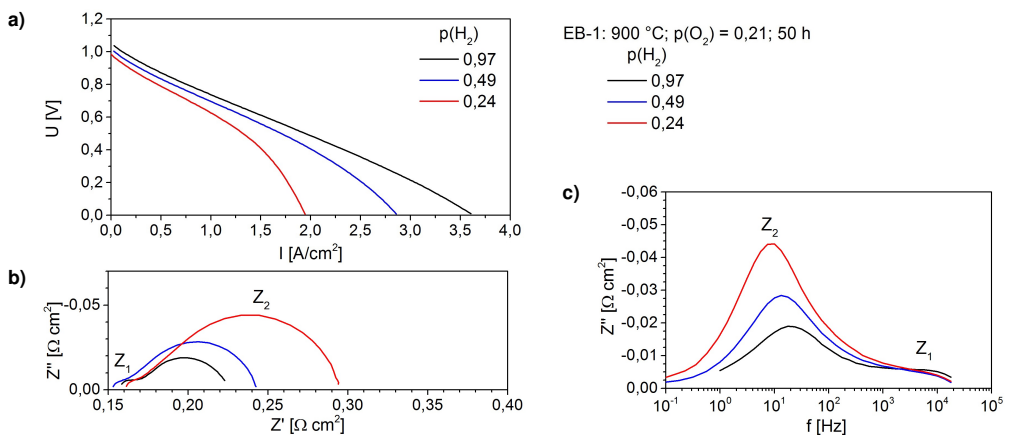 a)
1,2
1,0
0,8
0,6
0,4
0,2
0,0
U [V]
0,0 0,5 1,0 1,5 2,0 2,5 3,0 3,5 4,0
I [A/cm²]
p(H₂)
0,97
0,49
0,24
EB-1: 900 °C; p(O₂) = 0,21; 50 h
p(H₂)
0,97
0,49
0,24
b)
-0,05
0,00
Z'' [Ω cm²]
Z₁
Z₂
0,15 0,20 0,25 0,30 0,35 0,40
Z' [Ω cm²]
c)
-0,06
-0,05
-0,04
-0,03
-0,02
-0,01
0,00
Z'' [Ω cm²]
Z₂
Z₁
10⁻¹ 10⁰ 10¹ 10² 10³ 10⁴ 10⁵
f [Hz]